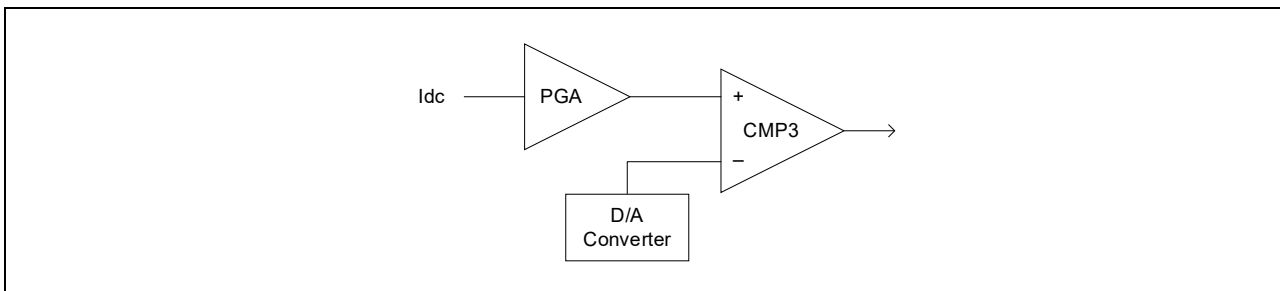 Idc
PGA
+
CMP3
−
D/A
Converter